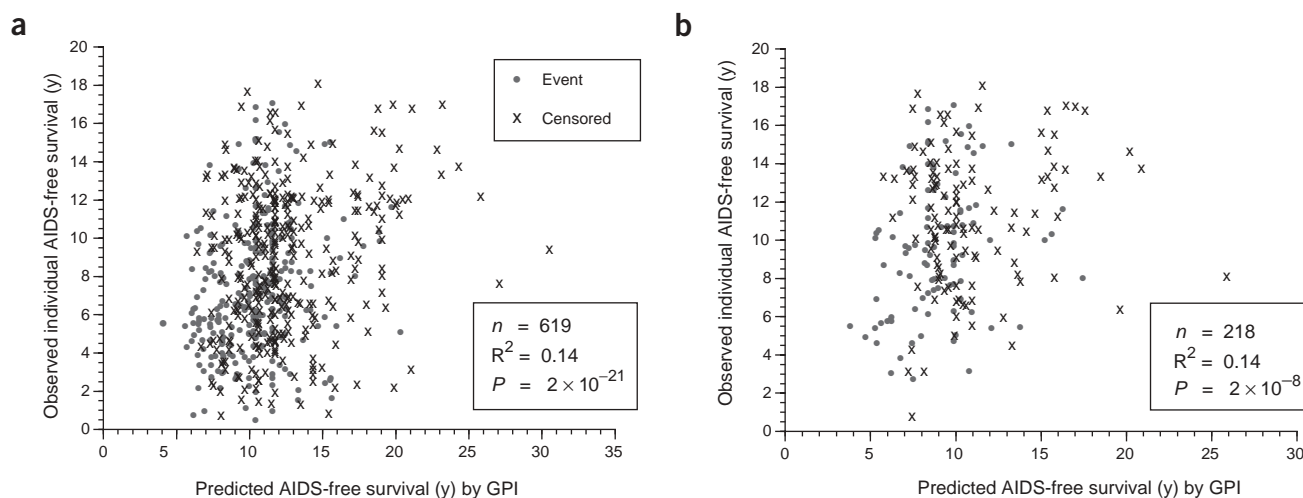 a
Observed individual AIDS-free survival (y)
20
18
16
14
12
10
8
6
4
2
0
0 5 10 15 20 25 30 35
Predicted AIDS-free survival (y) by GPI
Event
x Censored
n = 619
R² = 0.14
P = 2 × 10⁻²¹
b
Observed individual AIDS-free survival (y)
20
18
16
14
12
10
8
6
4
2
0
0 5 10 15 20 25 30
Predicted AIDS-free survival (y) by GPI
n = 218
R² = 0.14
P = 2 × 10⁻⁸